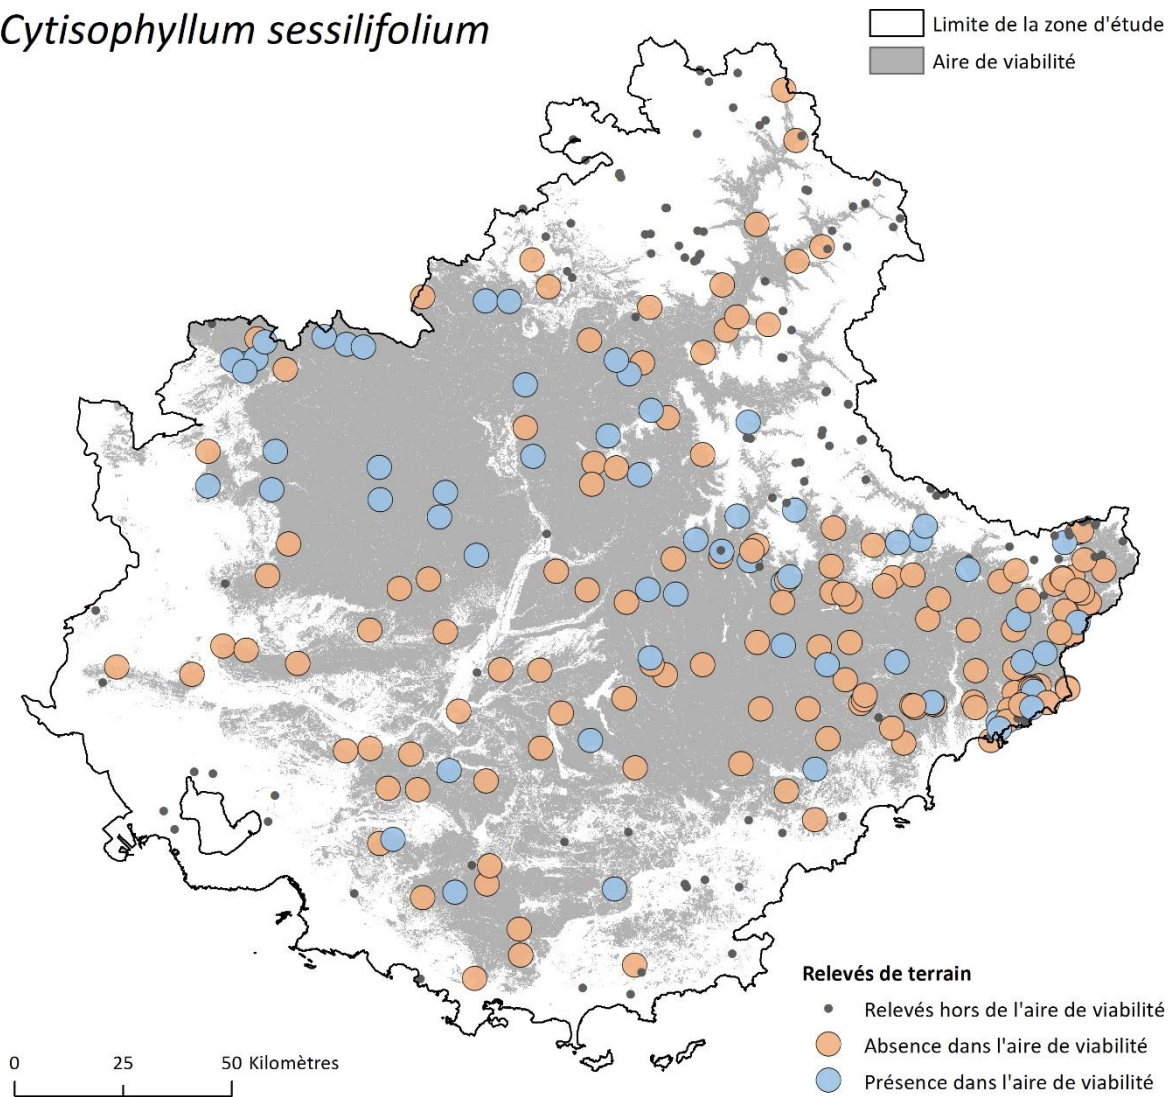 Cytisophyllum sessilifolium
Limite de la zone d'étude
Aire de viabilité
Relevés de terrain
Relevés hors de l'aire de viabilité
Absence dans l'aire de viabilité
Présence dans l'aire de viabilité
0 25 50 Kilomètres